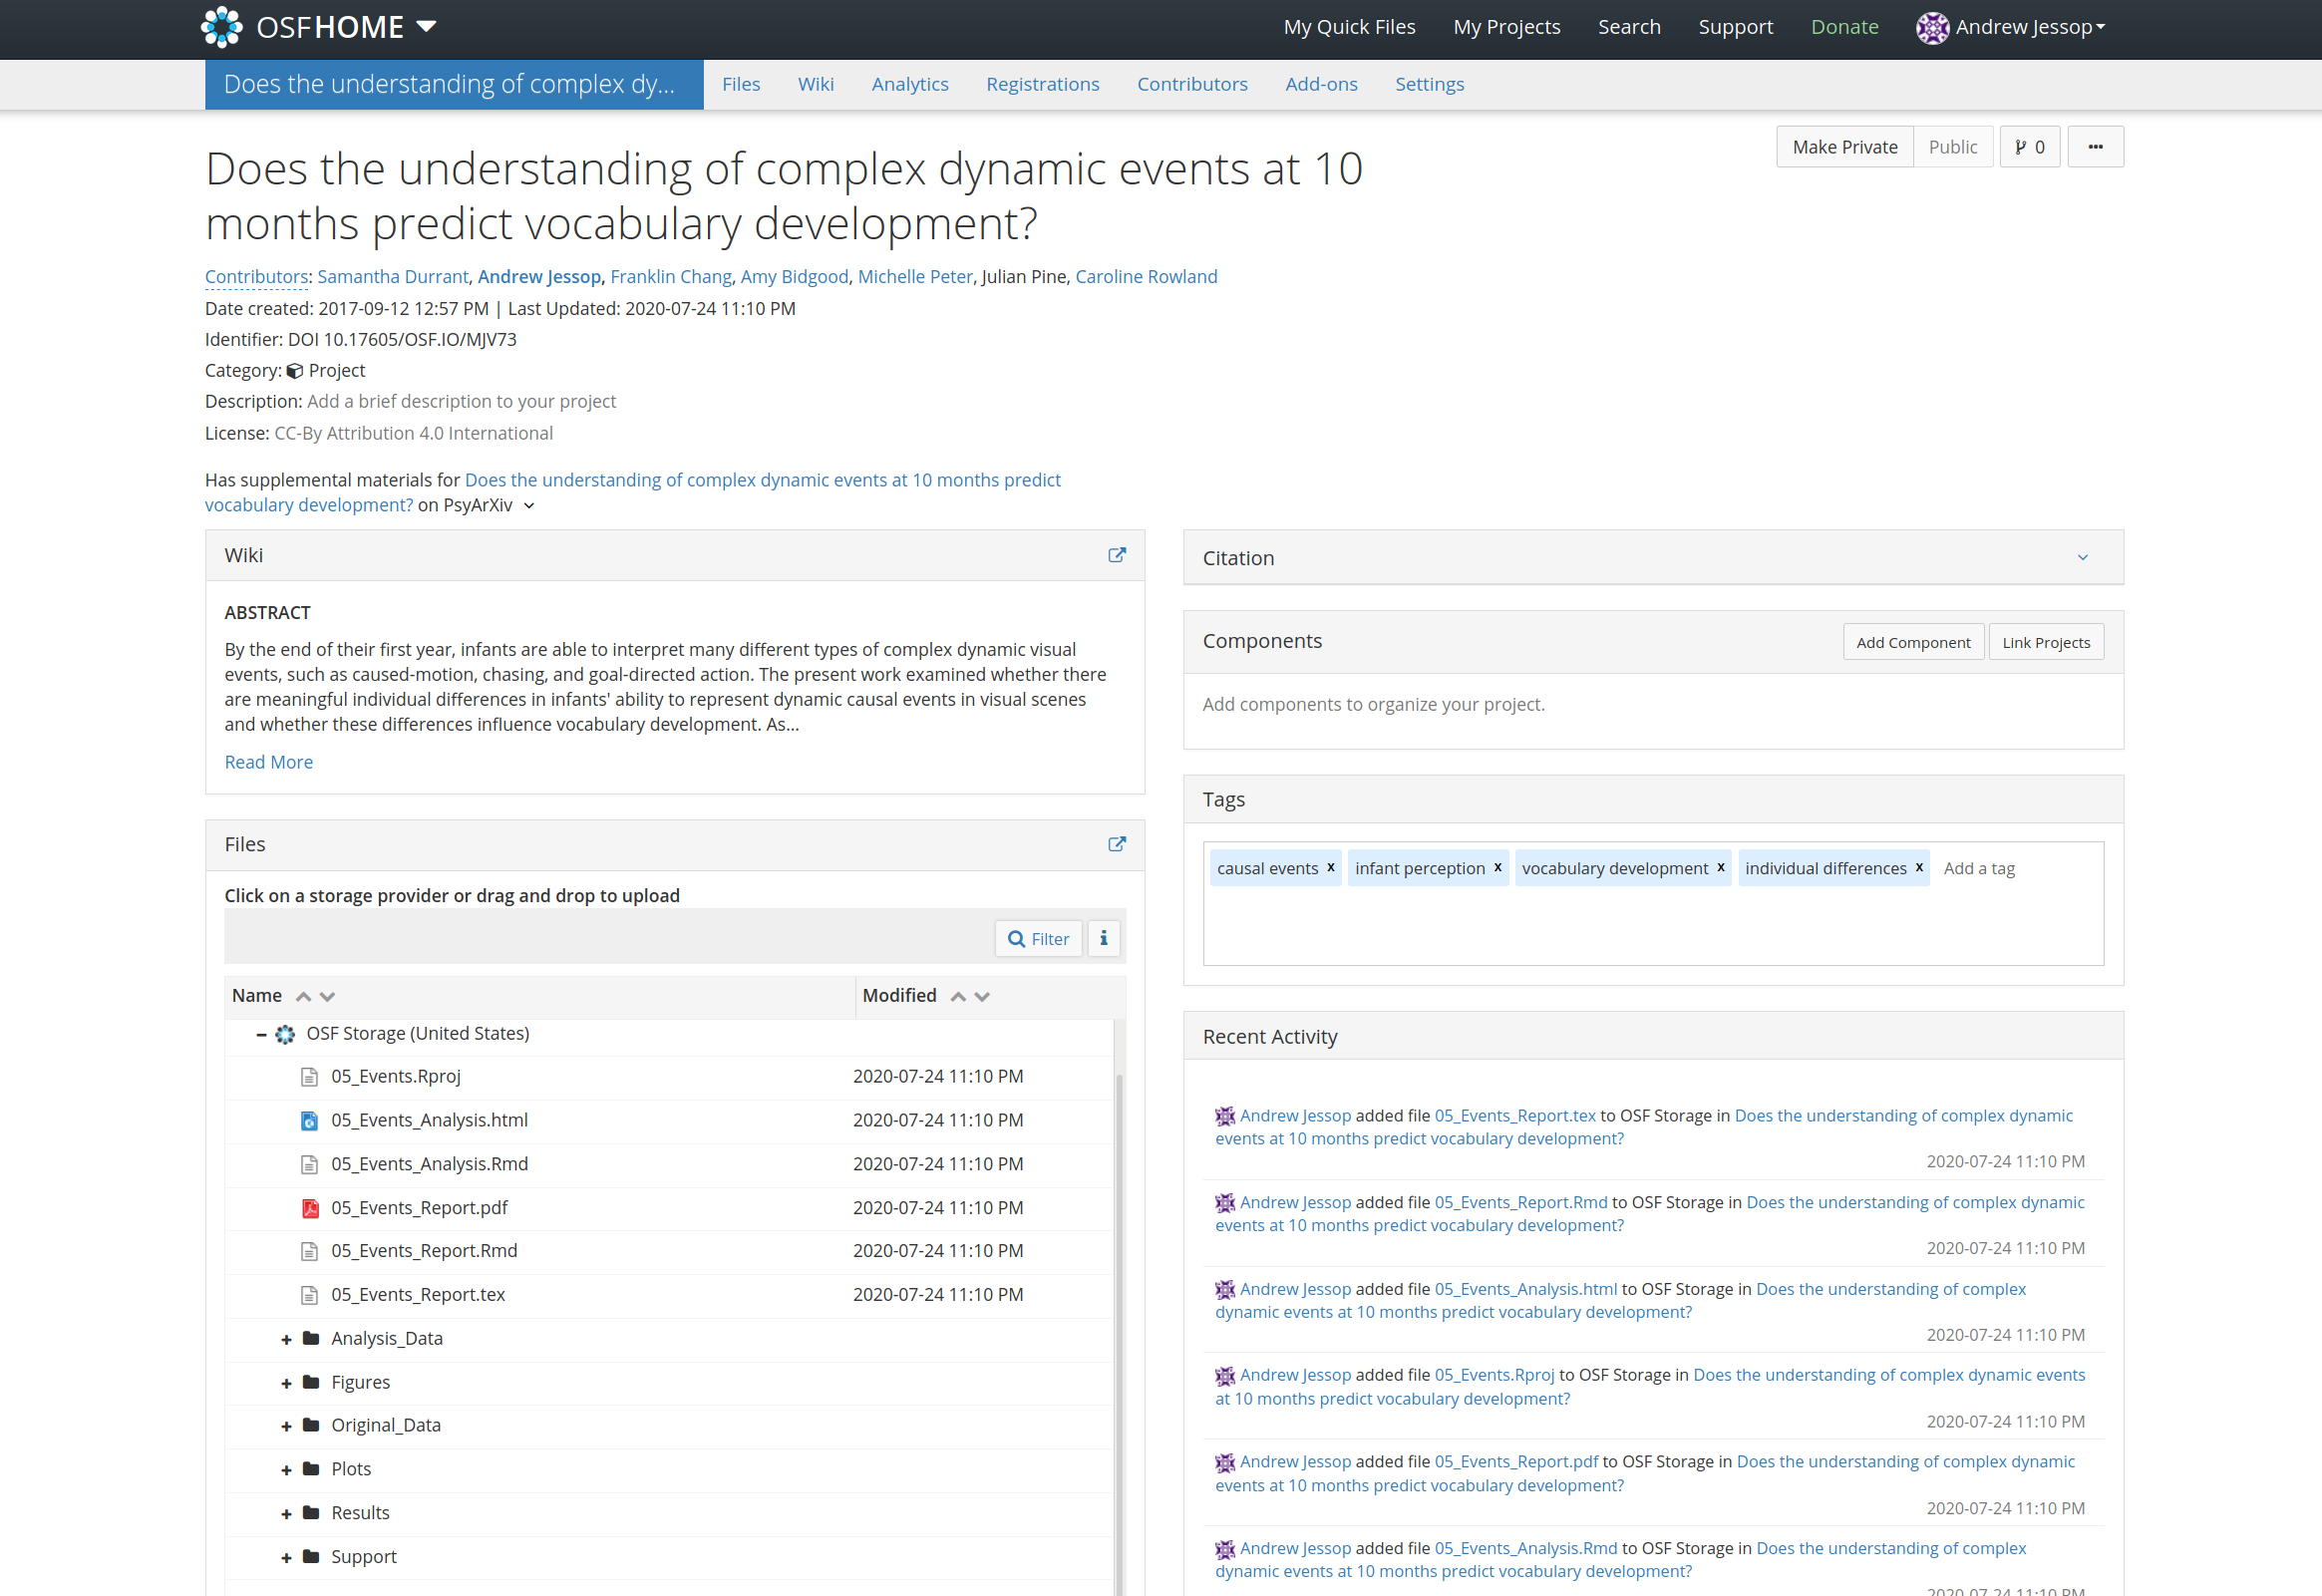 OSFHOME
My Quick Files
My Projects
Search
Support
Donate
Andrew Jessop
Does the understanding of complex dy...
Files
Wiki
Analytics
Registrations
Contributors
Add-ons
Settings
Make Private
Public
0
Does the understanding of complex dynamic events at 10
months predict vocabulary development?
Contributors: Samantha Durrant, Andrew Jessop, Franklin Chang, Amy Bidgood, Michelle Peter, Julian Pine, Caroline Rowland
Date created: 2017-09-12 12:57 PM | Last Updated: 2020-07-24 11:10 PM
Identifier: DOI 10.17605/OSF.IO/MJV73
Category: Project
Description: Add a brief description to your project
License: CC-By Attribution 4.0 International
Has supplemental materials for Does the understanding of complex dynamic events at 10 months predict
vocabulary development? on PsyArXiv
Wiki
ABSTRACT
By the end of their first year, infants are able to interpret many different types of complex dynamic visual
events, such as caused-motion, chasing, and goal-directed action. The present work examined whether there
are meaningful individual differences in infants' ability to represent dynamic causal events in visual scenes
and whether these differences influence vocabulary development. As...
Read More
Files
Click on a storage provider or drag and drop to upload
Filter
Name
Modified
OSF Storage (United States)
05_Events.Rproj 2020-07-24 11:10 PM
05_Events_Analysis.html 2020-07-24 11:10 PM
05_Events_Analysis.Rmd 2020-07-24 11:10 PM
05_Events_Report.pdf 2020-07-24 11:10 PM
05_Events_Report.Rmd 2020-07-24 11:10 PM
05_Events_Report.tex 2020-07-24 11:10 PM
Analysis_Data
Figures
Original_Data
Plots
Results
Support
Citation
Components
Add Component
Link Projects
Add components to organize your project.
Tags
causal events x
infant perception x
vocabulary development x
individual differences x
Add a tag
Recent Activity
Andrew Jessop added file 05_Events_Report.tex to OSF Storage in Does the understanding of complex dynamic
events at 10 months predict vocabulary development?
2020-07-24 11:10 PM
Andrew Jessop added file 05_Events_Report.Rmd to OSF Storage in Does the understanding of complex dynamic
events at 10 months predict vocabulary development?
2020-07-24 11:10 PM
Andrew Jessop added file 05_Events_Analysis.html to OSF Storage in Does the understanding of complex
dynamic events at 10 months predict vocabulary development?
2020-07-24 11:10 PM
Andrew Jessop added file 05_Events.Rproj to OSF Storage in Does the understanding of complex dynamic events
at 10 months predict vocabulary development?
2020-07-24 11:10 PM
Andrew Jessop added file 05_Events_Report.pdf to OSF Storage in Does the understanding of complex dynamic
events at 10 months predict vocabulary development?
2020-07-24 11:10 PM
Andrew Jessop added file 05_Events_Analysis.Rmd to OSF Storage in Does the understanding of complex
dynamic events at 10 months predict vocabulary development?
2020-07-24 11:10 PM